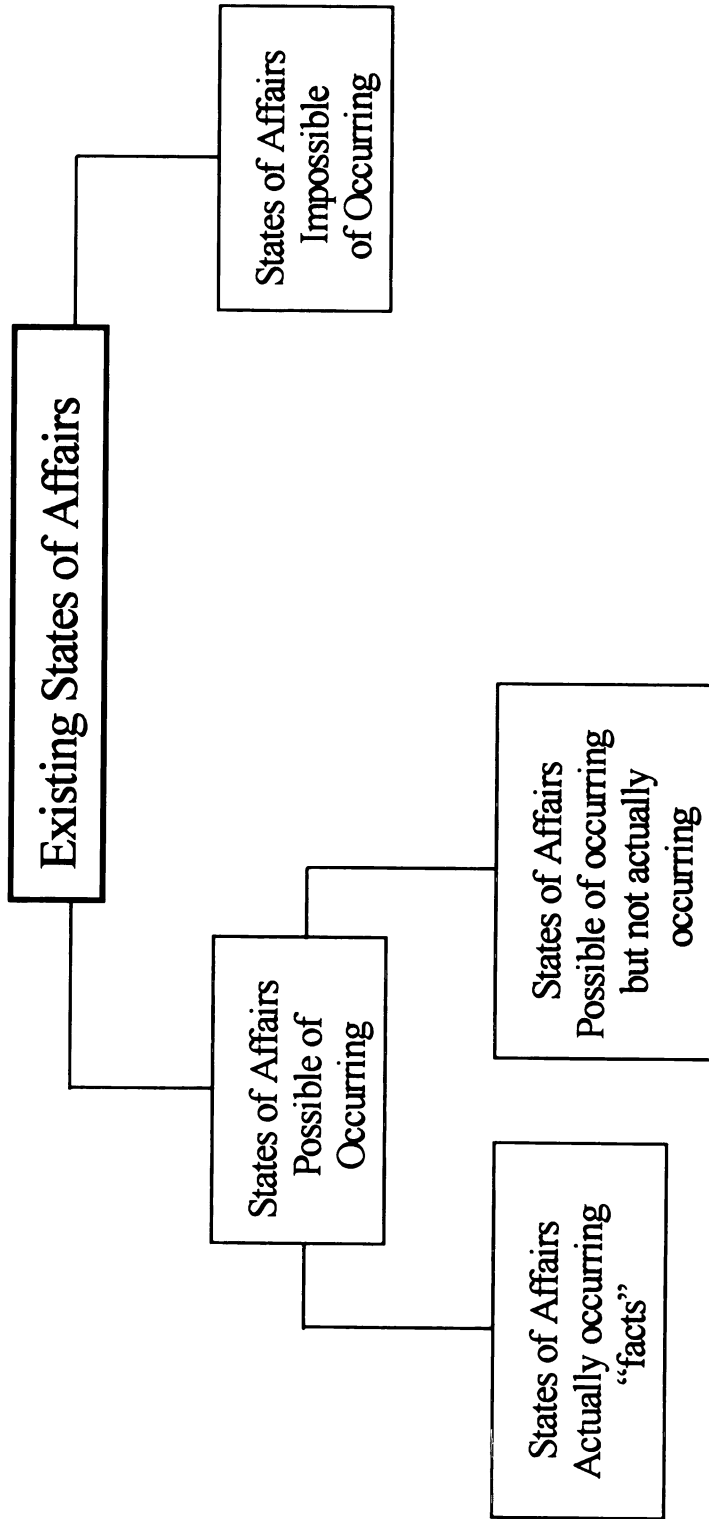 Existing States of Affairs
States of Affairs
Possible of
Occurring
States of Affairs
Impossible
of Occurring
States of Affairs
Actually occurring
“facts”
States of Affairs
Possible of occurring
but not actually
occurring